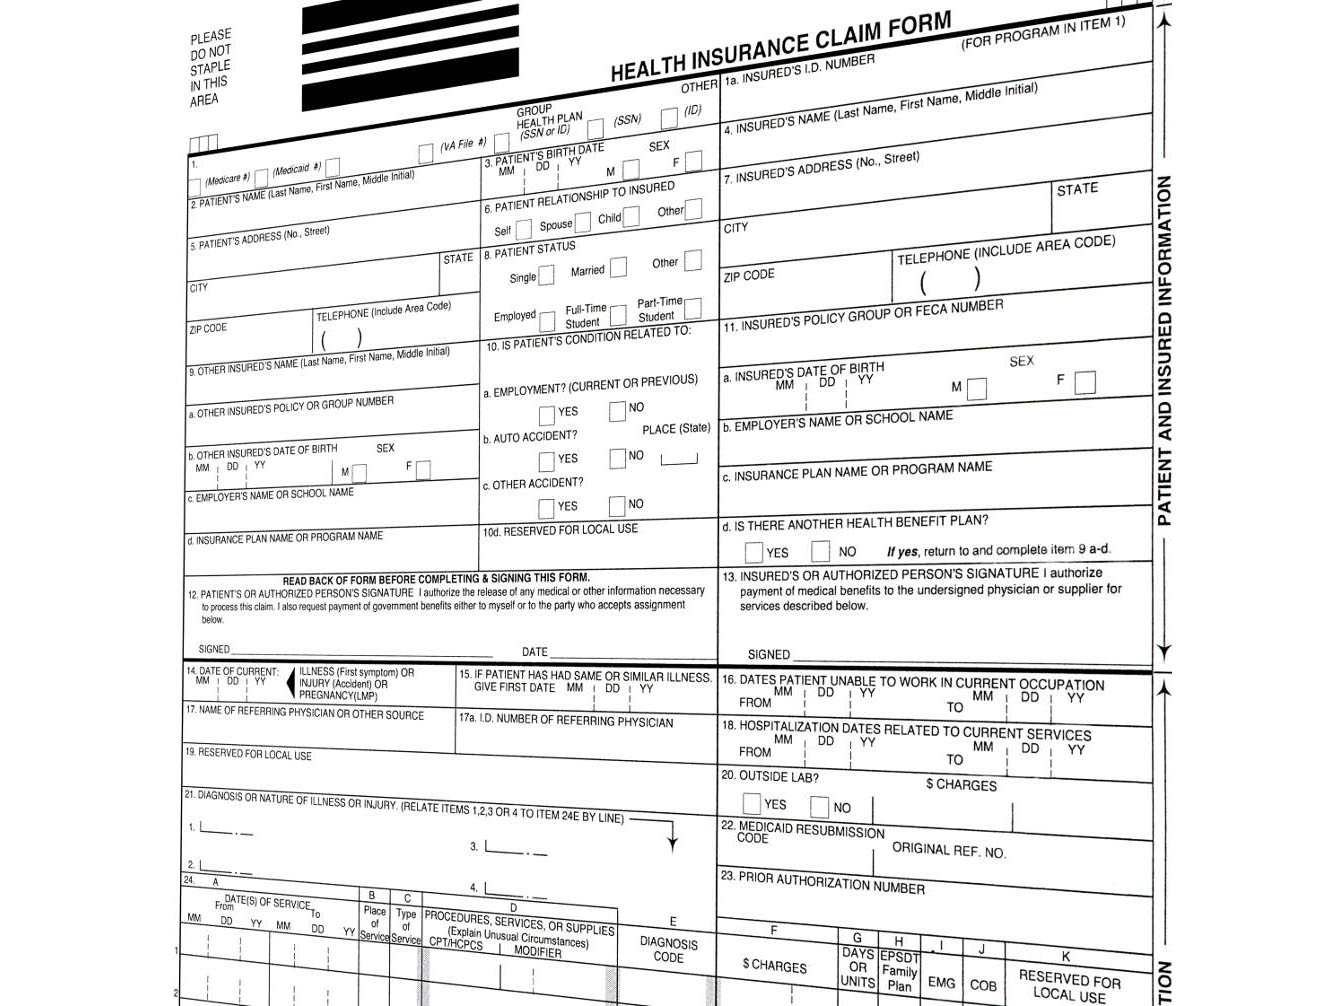 PLEASE
DO NOT
STAPLE
IN THIS
AREA
HEALTH INSURANCE CLAIM FORM
(FOR PROGRAM IN ITEM 1)
1.
(Medicare #)
(Medicaid #)
(VA File #)
GROUP
HEALTH PLAN
(SSN or ID)
(SSN)
OTHER
(ID)
1a. INSURED'S I.D. NUMBER
2. PATIENT'S NAME (Last Name, First Name, Middle Initial)
3. PATIENT'S BIRTH DATE
MM DD YY
SEX
M F
4. INSURED'S NAME (Last Name, First Name, Middle Initial)
5. PATIENT'S ADDRESS (No., Street)
6. PATIENT RELATIONSHIP TO INSURED
Self Spouse Child Other
7. INSURED'S ADDRESS (No., Street)
CITY
STATE
8. PATIENT STATUS
Single Married Other
CITY
STATE
ZIP CODE
TELEPHONE (Include Area Code)
( )
Employed
Full-Time
Student
Part-Time
Student
ZIP CODE
TELEPHONE (INCLUDE AREA CODE)
( )
9. OTHER INSURED'S NAME (Last Name, First Name, Middle Initial)
10. IS PATIENT'S CONDITION RELATED TO:
11. INSURED'S POLICY GROUP OR FECA NUMBER
a. OTHER INSURED'S POLICY OR GROUP NUMBER
a. EMPLOYMENT? (CURRENT OR PREVIOUS)
YES NO
a. INSURED'S DATE OF BIRTH
MM DD YY
SEX
M F
b. OTHER INSURED'S DATE OF BIRTH
MM DD YY
SEX
M F
b. AUTO ACCIDENT?
PLACE (State)
YES NO
b. EMPLOYER'S NAME OR SCHOOL NAME
c. EMPLOYER'S NAME OR SCHOOL NAME
c. OTHER ACCIDENT?
YES NO
c. INSURANCE PLAN NAME OR PROGRAM NAME
d. INSURANCE PLAN NAME OR PROGRAM NAME
10d. RESERVED FOR LOCAL USE
d. IS THERE ANOTHER HEALTH BENEFIT PLAN?
YES NO If yes, return to and complete item 9 a-d.
READ BACK OF FORM BEFORE COMPLETING & SIGNING THIS FORM.
12. PATIENT'S OR AUTHORIZED PERSON'S SIGNATURE I authorize the release of any medical or other information necessary
to process this claim. I also request payment of government benefits either to myself or to the party who accepts assignment
below.
SIGNED
DATE
13. INSURED'S OR AUTHORIZED PERSON'S SIGNATURE I authorize
payment of medical benefits to the undersigned physician or supplier for
services described below.
SIGNED
PATIENT AND INSURED INFORMATION
14. DATE OF CURRENT:
MM DD YY
ILLNESS (First symptom) OR
INJURY (Accident) OR
PREGNANCY(LMP)
15. IF PATIENT HAS HAD SAME OR SIMILAR ILLNESS.
GIVE FIRST DATE MM DD YY
16. DATES PATIENT UNABLE TO WORK IN CURRENT OCCUPATION
MM DD YY MM DD YY
FROM TO
17. NAME OF REFERRING PHYSICIAN OR OTHER SOURCE
17a. I.D. NUMBER OF REFERRING PHYSICIAN
18. HOSPITALIZATION DATES RELATED TO CURRENT SERVICES
MM DD YY MM DD YY
FROM TO
19. RESERVED FOR LOCAL USE
20. OUTSIDE LAB?
$ CHARGES
YES NO
21. DIAGNOSIS OR NATURE OF ILLNESS OR INJURY. (RELATE ITEMS 1,2,3 OR 4 TO ITEM 24E BY LINE)
1.
2.
3.
4.
22. MEDICAID RESUBMISSION
CODE
ORIGINAL REF. NO.
23. PRIOR AUTHORIZATION NUMBER
24. A
DATE(S) OF SERVICE
From To
MM DD YY MM DD YY
B
Place
of
Service
C
Type
of
Service
D
PROCEDURES, SERVICES, OR SUPPLIES
(Explain Unusual Circumstances)
CPT/HCPCS MODIFIER
E
DIAGNOSIS
CODE
F
$ CHARGES
G
DAYS
OR
UNITS
H
EPSDT
Family
Plan
I
EMG
J
COB
K
RESERVED FOR
LOCAL USE
1
2
TION